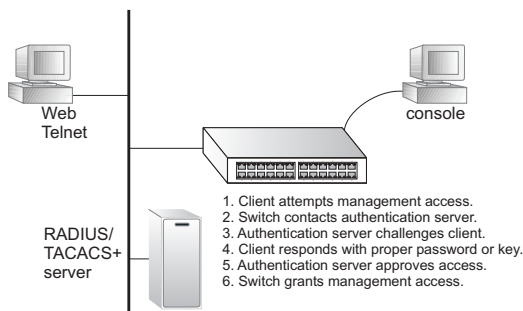 Web
Telnet
console
RADIUS/
TACACS+
server
1. Client attempts management access.
2. Switch contacts authentication server.
3. Authentication server challenges client.
4. Client responds with proper password or key.
5. Authentication server approves access.
6. Switch grants management access.